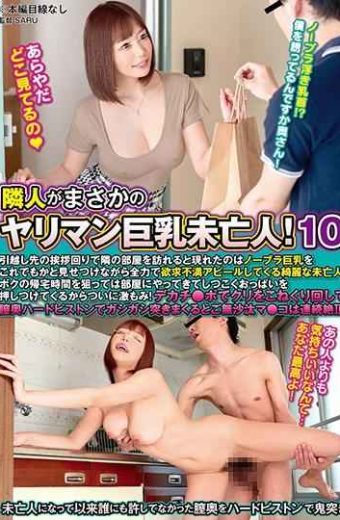 ※本編目線なし
監督 SARU
あらやだ
どこ見てるの♥
ノーブラ浮き乳首!?
僕を誘ってるんですか奥さん!
隣人がまさかの
ヤリマン巨乳未亡人!10
引越し先の挨拶回りで隣の部屋を訪れると現れたのはノーブラ巨乳を
これでもかと見せつけながら全力で欲求不満アピールしてくる綺麗な未亡人
ボクの帰宅時間を狙っては部屋にやってきてしつこくおっぱいを
押しつけてくるからついに激もみ!デカチ●ポでグリをこねくり回して
膣奥ハードピストンでガンガン突きまくるとご無沙汰マ●コは連続絶!!
あの人よりも
気持ちいいなんて…
あなた最高よ!
未亡人になって以来誰にも許してなかった膣奥をハードピストンで鬼突